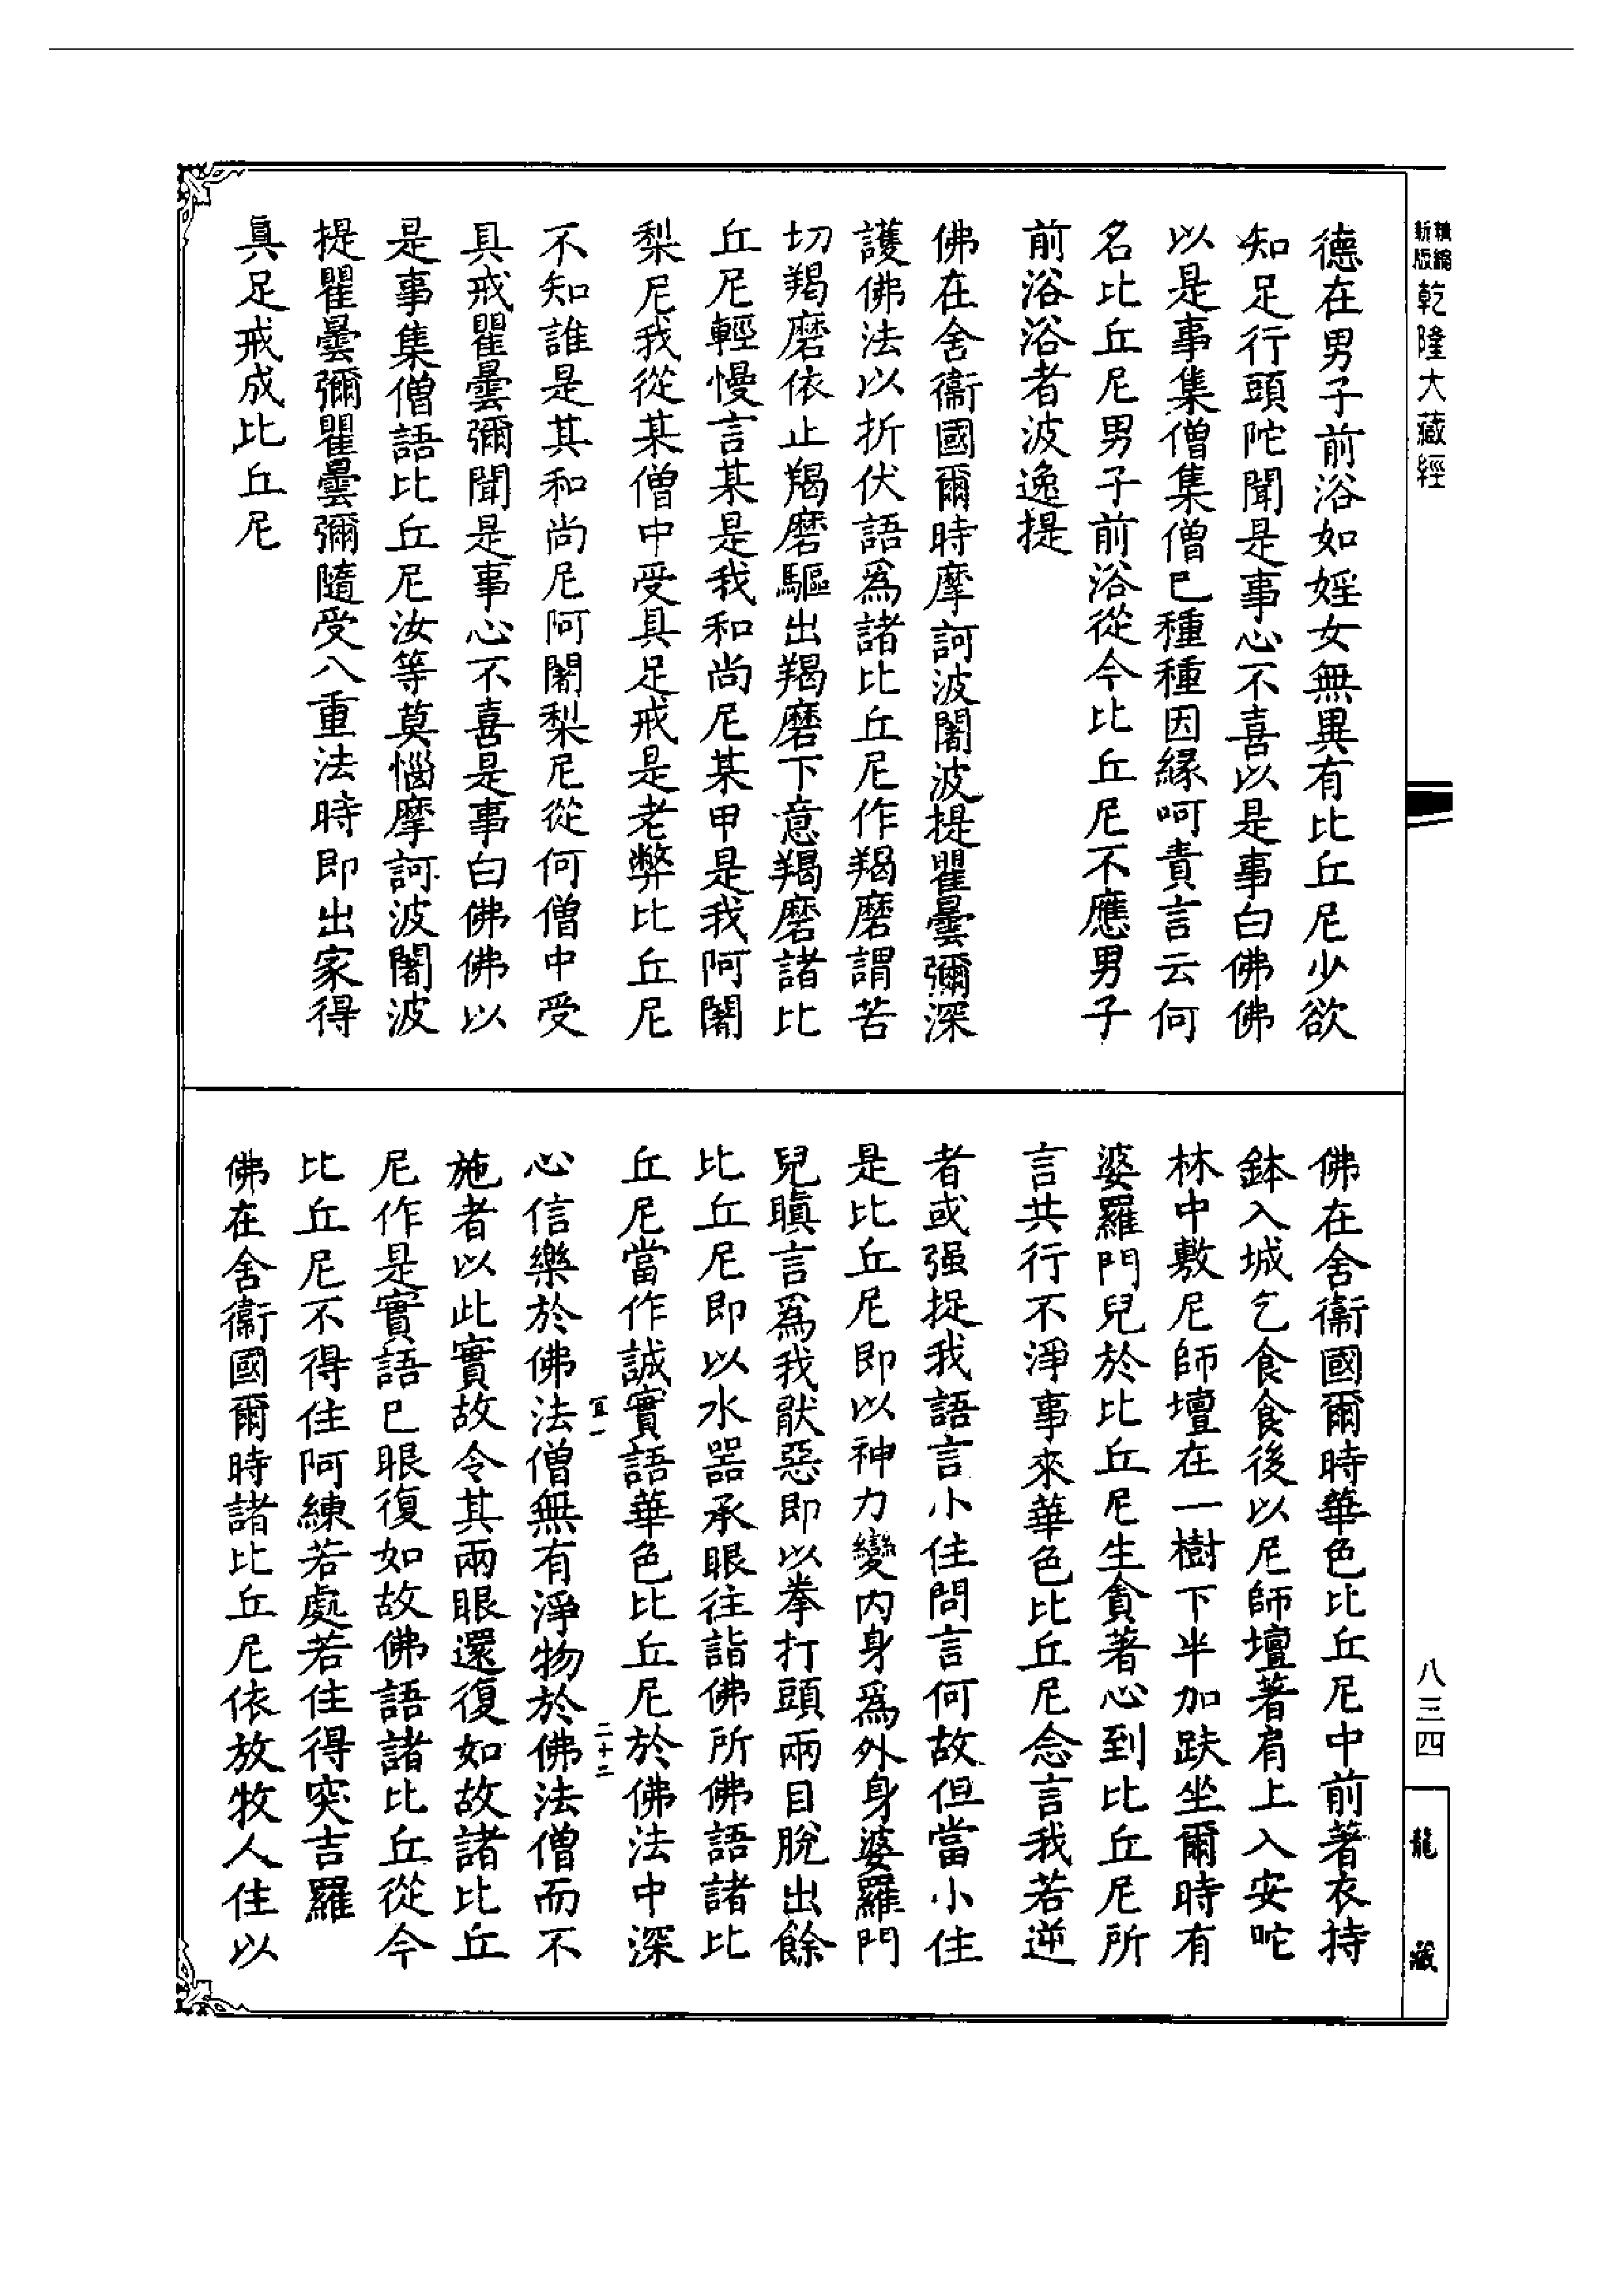 精編
新版
乾隆大藏經
德在男子前浴如婬女無異有比丘尼少欲
知足行頭陀聞是事心不喜以是事白佛佛
以是事集僧集僧已種種因緣呵責言云何
名比丘尼男子前浴從今比丘尼不應男子
前浴浴者波逸提
佛在舍衞國爾時摩訶波闍波提瞿曇彌深
護佛法以折伏語爲諸比丘尼作羯磨謂苦
切羯磨依止羯磨驅出羯磨下意羯磨諸比
丘尼輕慢言某是我和尚尼某甲是我阿闍
梨尼我從某僧中受具足戒是老弊比丘尼
不知誰是其和尚尼阿闍梨尼從何僧中受
具戒瞿曇彌聞是事心不喜是事白佛佛以
是事集僧語比丘尼汝等莫惱摩訶波闍波
提瞿曇彌瞿曇彌隨受八重法時即出家得
具足戒成比丘尼
佛在舍衞國爾時華色比丘尼中前著衣持
鉢入城乞食食後以尼師壇著肩上入安陀
林中敷尼師壇在一樹下半加趺坐爾時有
婆羅門兒於比丘尼生貪著心到比丘尼所
言共行不淨事來華色比丘尼念言我若逆
者或强捉我語言小住問言何故但當小住
是比丘尼即以神力變内身爲外身婆羅門
兒瞋言爲我猒惡即以拳打頭兩目脫出餘
比丘尼即以水器承眼往詣佛所佛語諸比
丘尼當作誠實語華色比丘尼於佛法中深
宜一
二十二
心信樂於佛法僧無有淨物於佛法僧而不
施者以此實故令其兩眼還復如故諸比丘
尼作是實語已眼復如故佛語諸比丘從今
比丘尼不得住阿練若處若住得突吉羅
佛在舍衞國爾時諸比丘尼依放牧人住以
八三四
龍藏